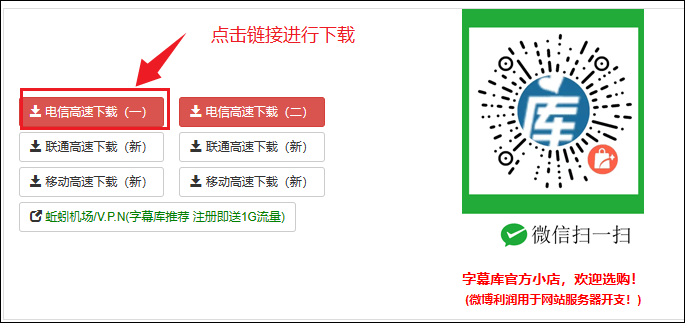 点击链接进行下载
电信高速下载（一）
电信高速下载（二）
联通高速下载（新）
联通高速下载（新）
移动高速下载（新）
移动高速下载（新）
蚯蚓机场/V.P.N(字幕库推荐 注册即送1G流量)
库
微信扫一扫
字幕库官方小店，欢迎选购！
(微博利润用于网站服务器开支！)